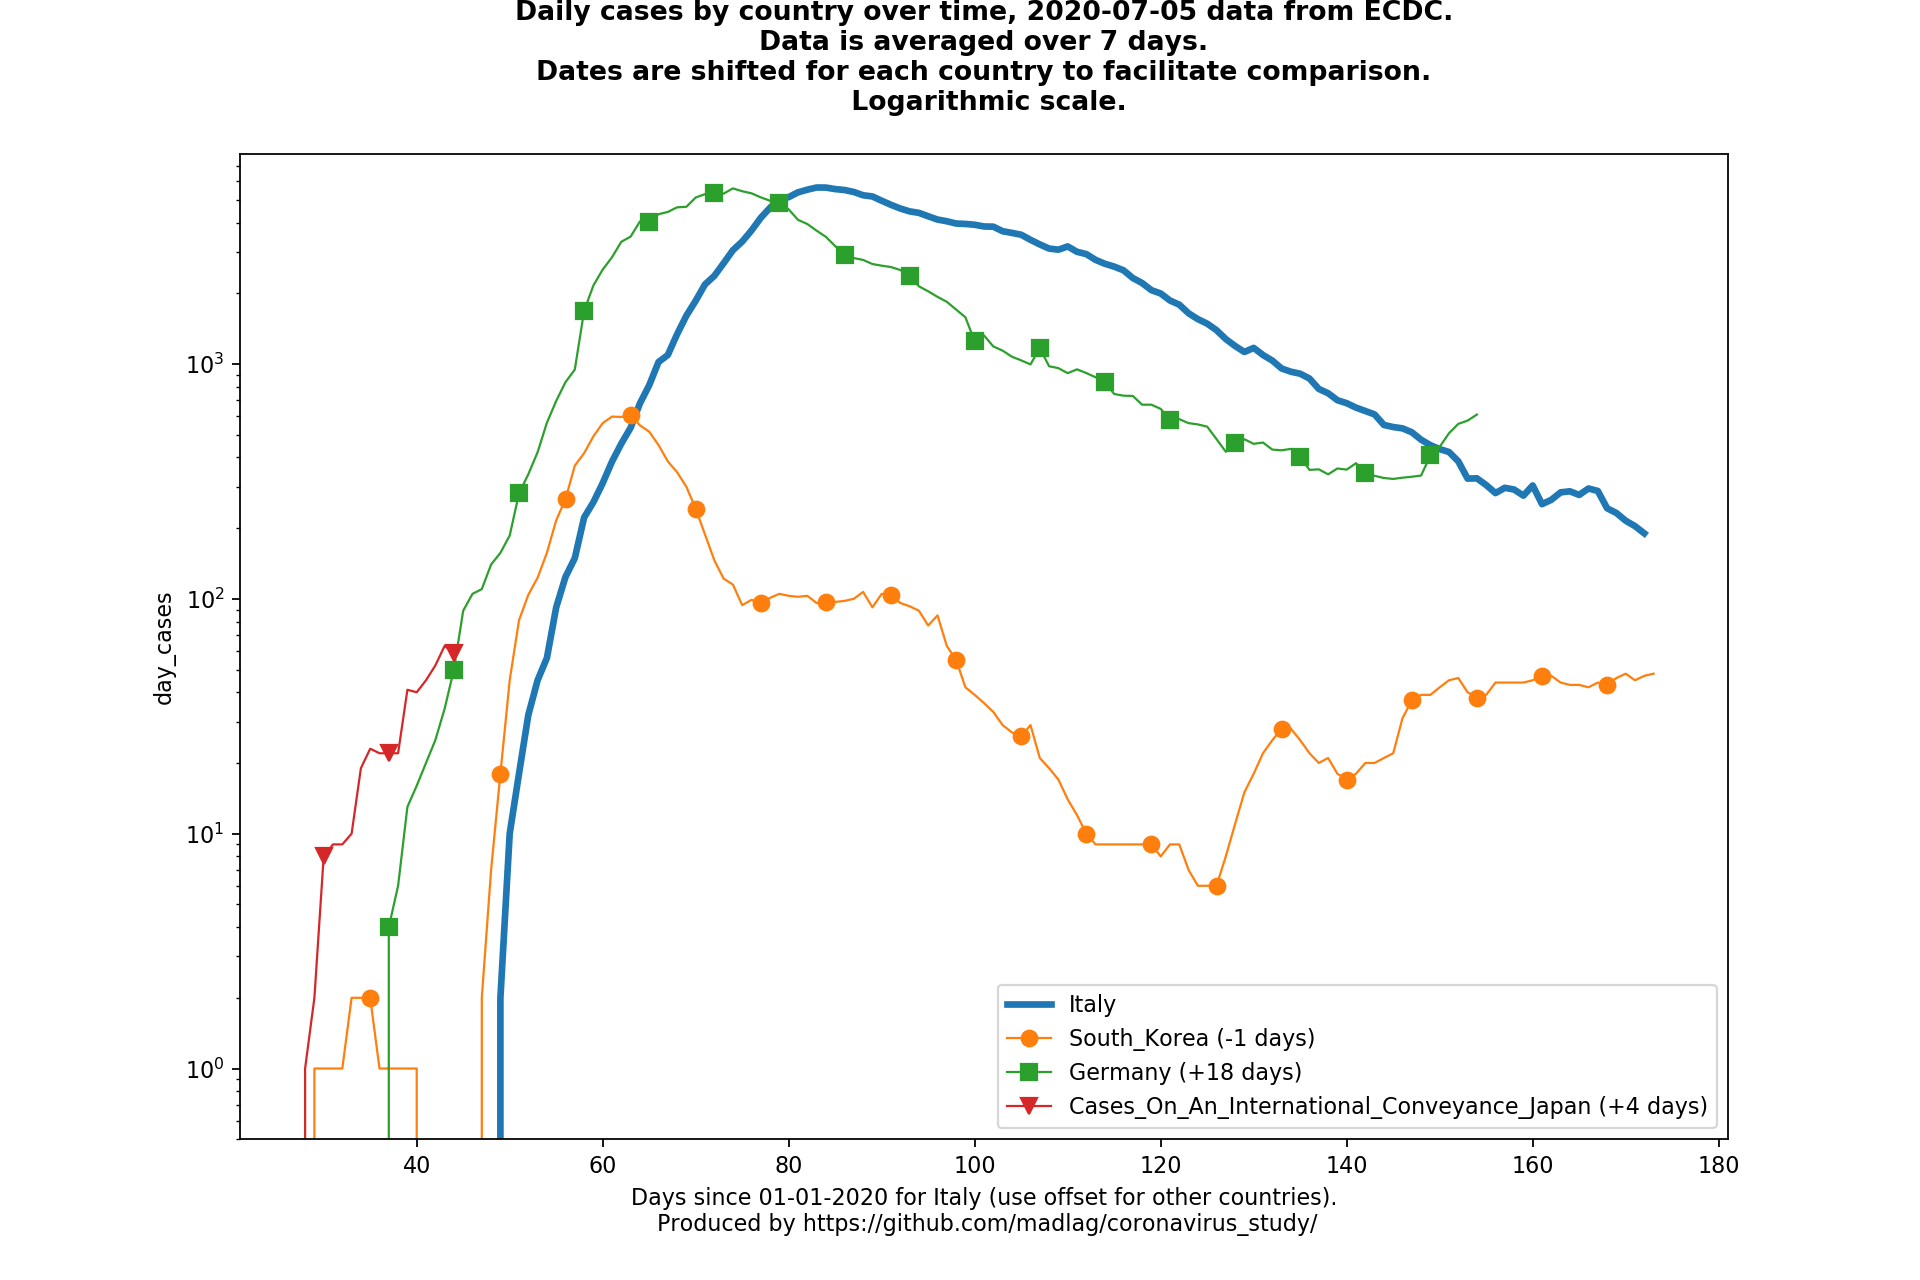 Daily cases by country over time, 2020-07-05 data from ECDC.
Data is averaged over 7 days.
Dates are shifted for each country to facilitate comparison.
Logarithmic scale.
10³
10²
10¹
10⁰
day_cases
Italy
South_Korea (-1 days)
Germany (+18 days)
Cases_On_An_International_Conveyance_Japan (+4 days)
40 60 80 100 120 140 160 180
Days since 01-01-2020 for Italy (use offset for other countries).
Produced by https://github.com/madlag/coronavirus_study/